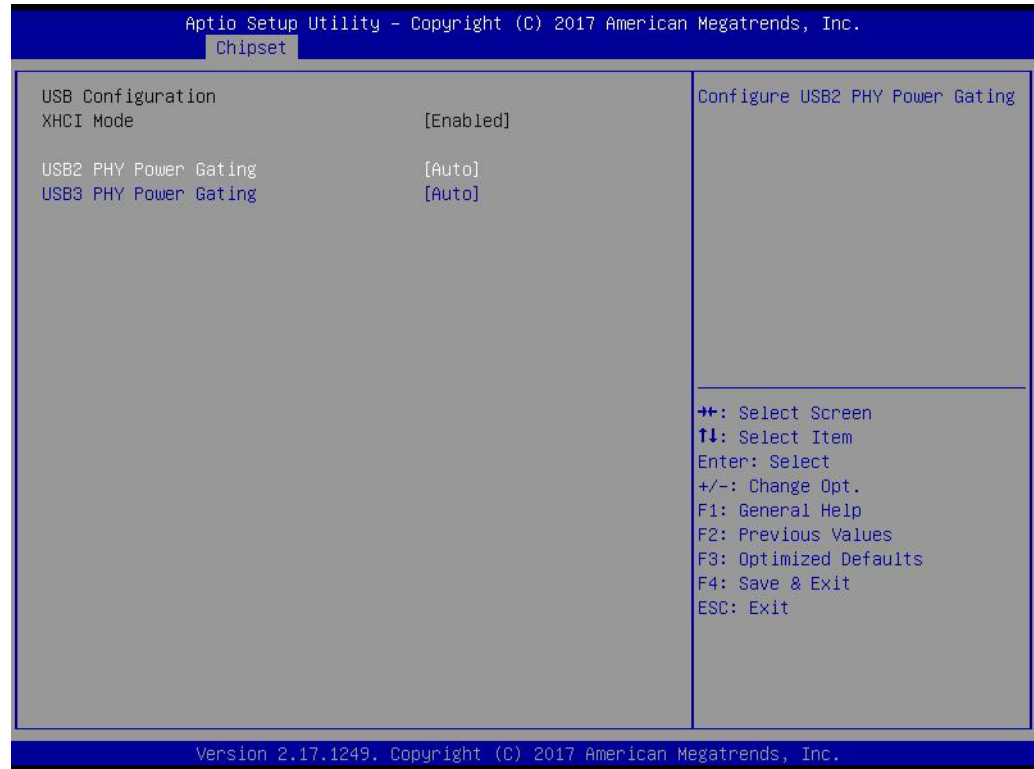 Aptio Setup Utility – Copyright (C) 2017 American Megatrends, Inc.
Chipset
USB Configuration
XHCI Mode [Enabled]
USB2 PHY Power Gating [Auto]
USB3 PHY Power Gating [Auto]
Configure USB2 PHY Power Gating
→←: Select Screen
↑↓: Select Item
Enter: Select
+/-: Change Opt.
F1: General Help
F2: Previous Values
F3: Optimized Defaults
F4: Save & Exit
ESC: Exit
Version 2.17.1249. Copyright (C) 2017 American Megatrends, Inc.